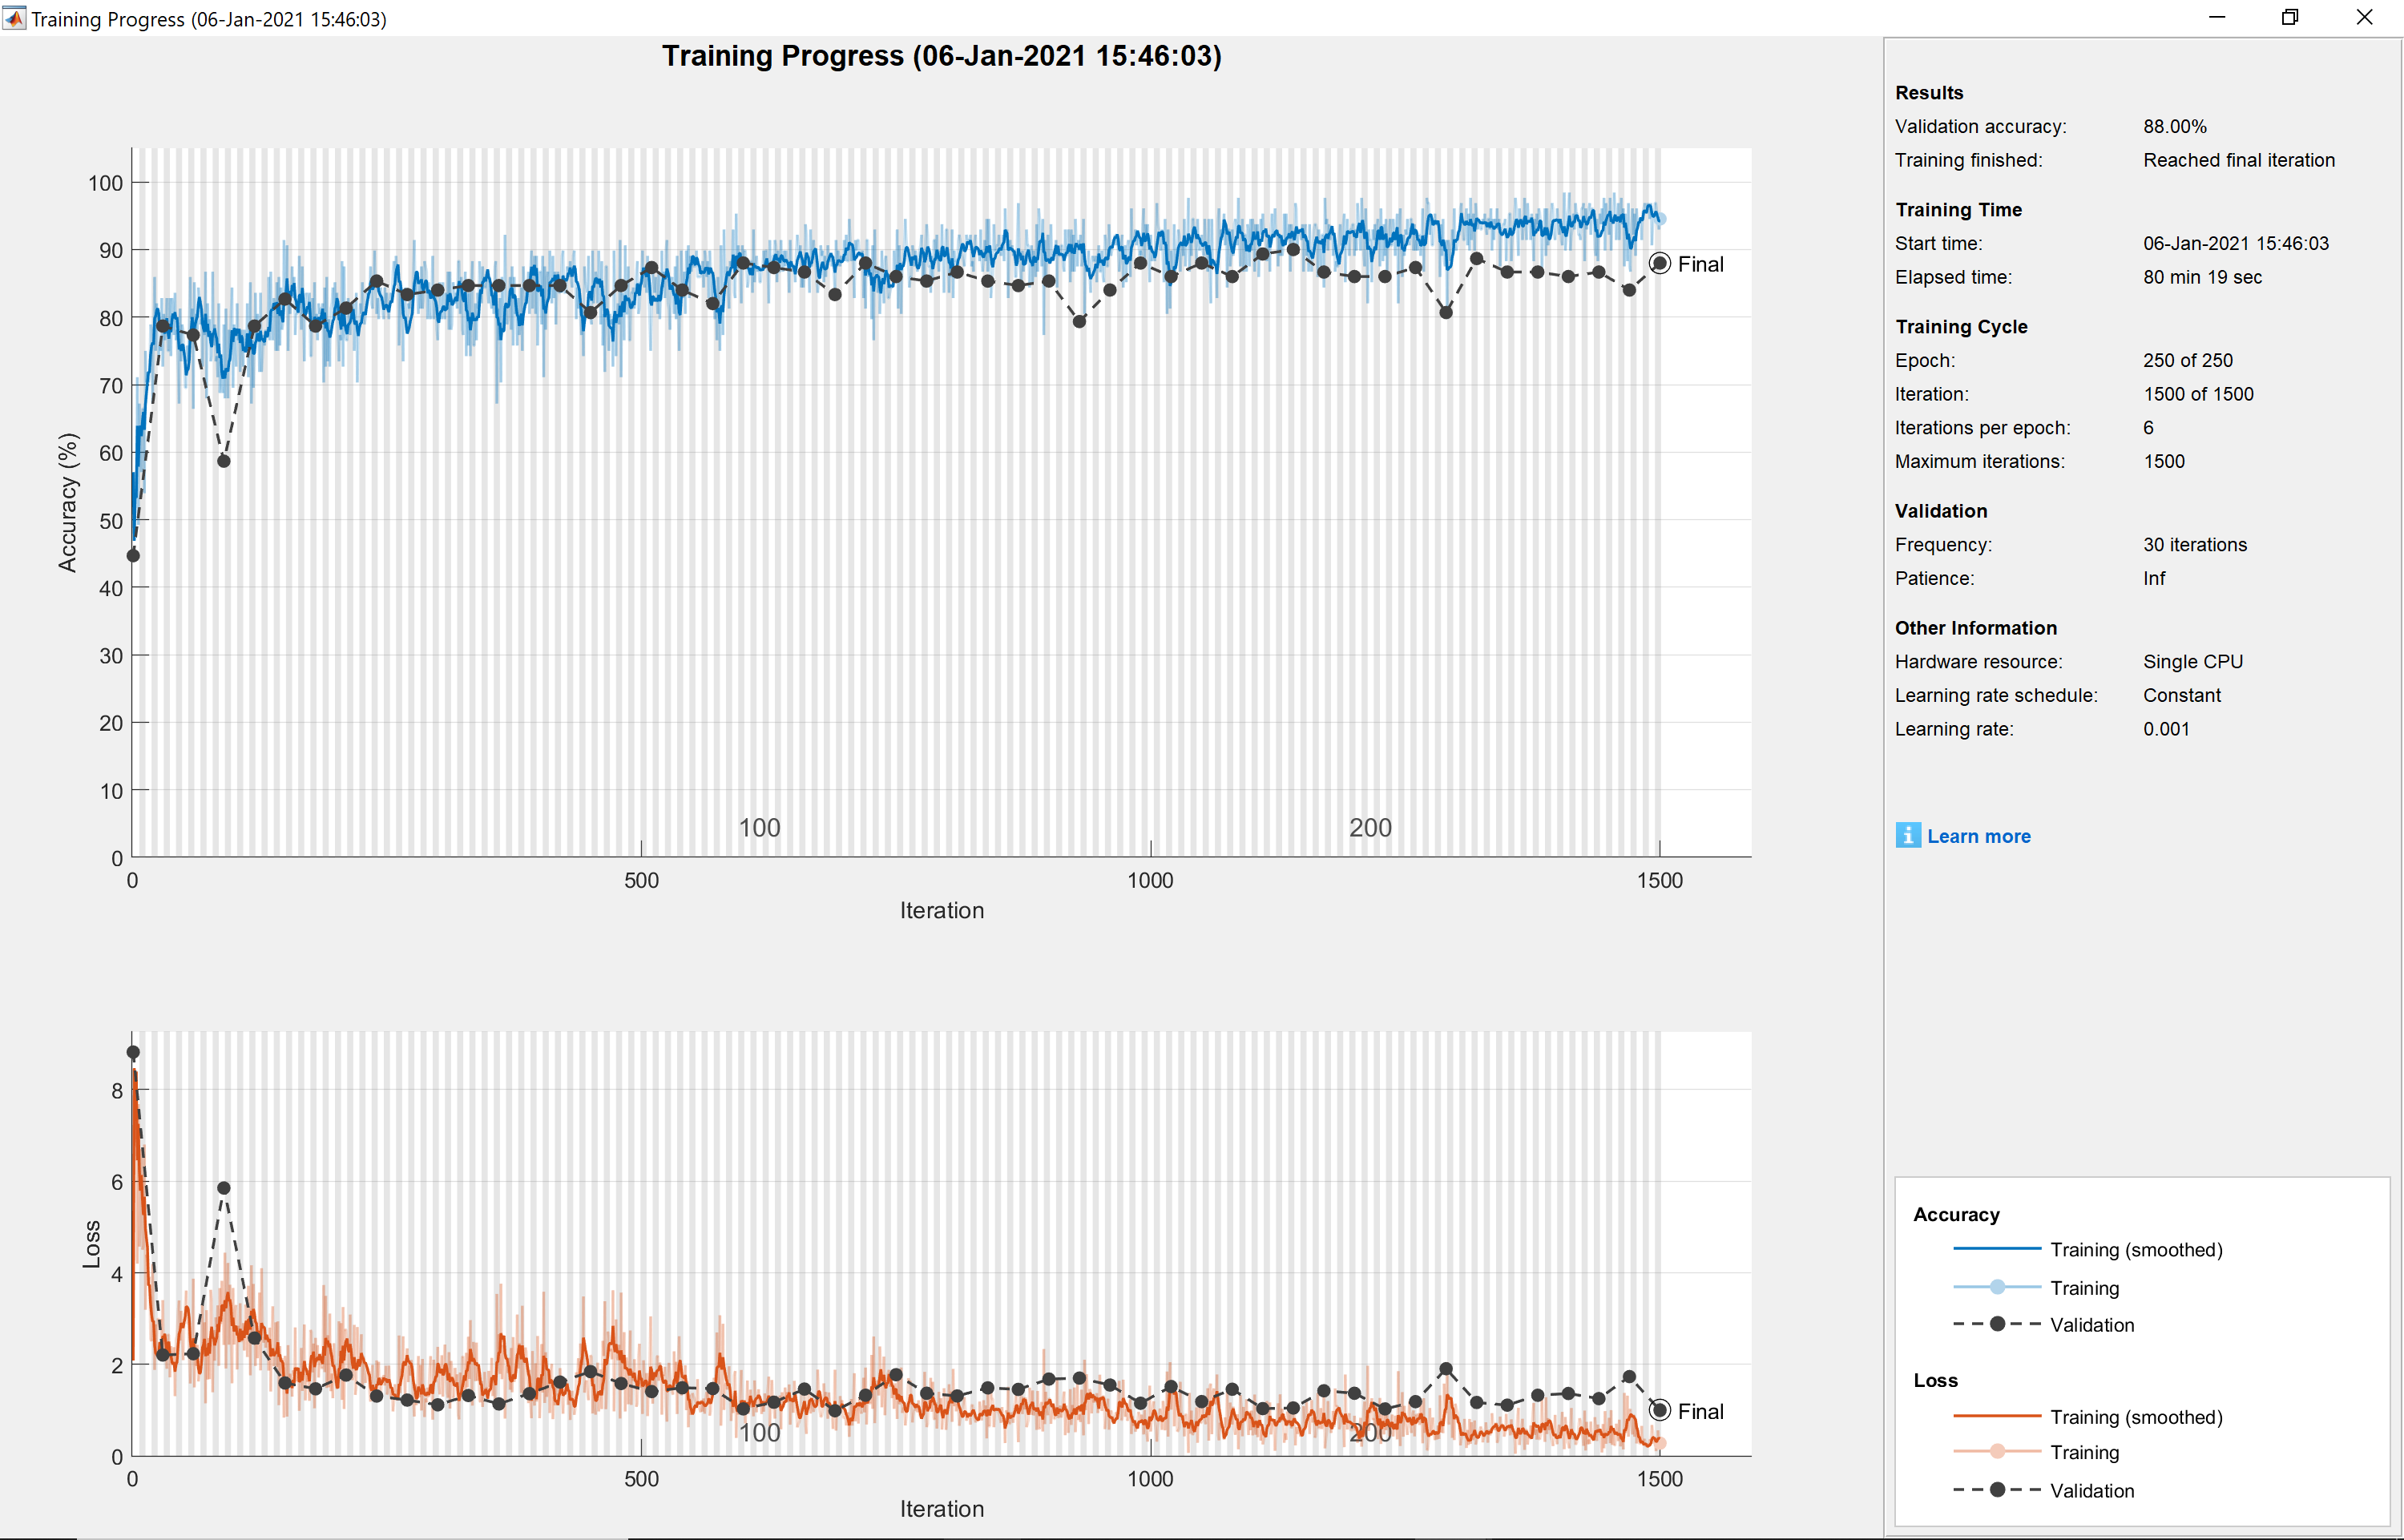 Training Progress (06-Jan-2021 15:46:03)
Training Progress (06-Jan-2021 15:46:03)
100
90
80
70
60
50
40
30
20
10
0
Accuracy (%)
Final
100
200
0
500
1000
1500
Iteration
8
6
4
2
0
Loss
Final
100
200
0
500
1000
1500
Iteration
Results
Validation accuracy: 88.00%
Training finished: Reached final iteration
Training Time
Start time: 06-Jan-2021 15:46:03
Elapsed time: 80 min 19 sec
Training Cycle
Epoch: 250 of 250
Iteration: 1500 of 1500
Iterations per epoch: 6
Maximum iterations: 1500
Validation
Frequency: 30 iterations
Patience: Inf
Other Information
Hardware resource: Single CPU
Learning rate schedule: Constant
Learning rate: 0.001
i Learn more
Accuracy
Training (smoothed)
Training
Validation
Loss
Training (smoothed)
Training
Validation